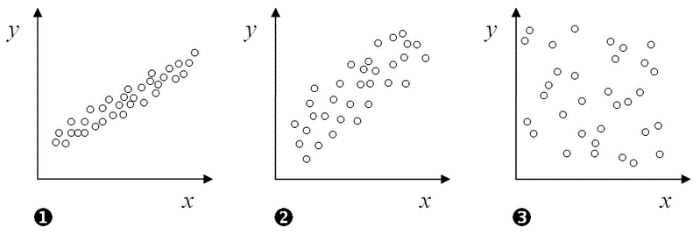 y y y
x x x
❶ ❷ ❸